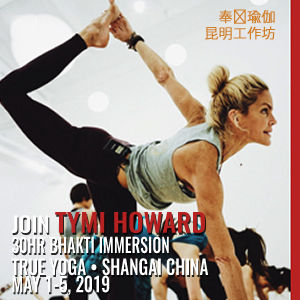 奉☒瑜伽
昆明工作坊
JOIN TYMI HOWARD
30HR BHAKTI IMMERSION
TRUE YOGA • SHANGAI CHINA
MAY 1-5, 2019